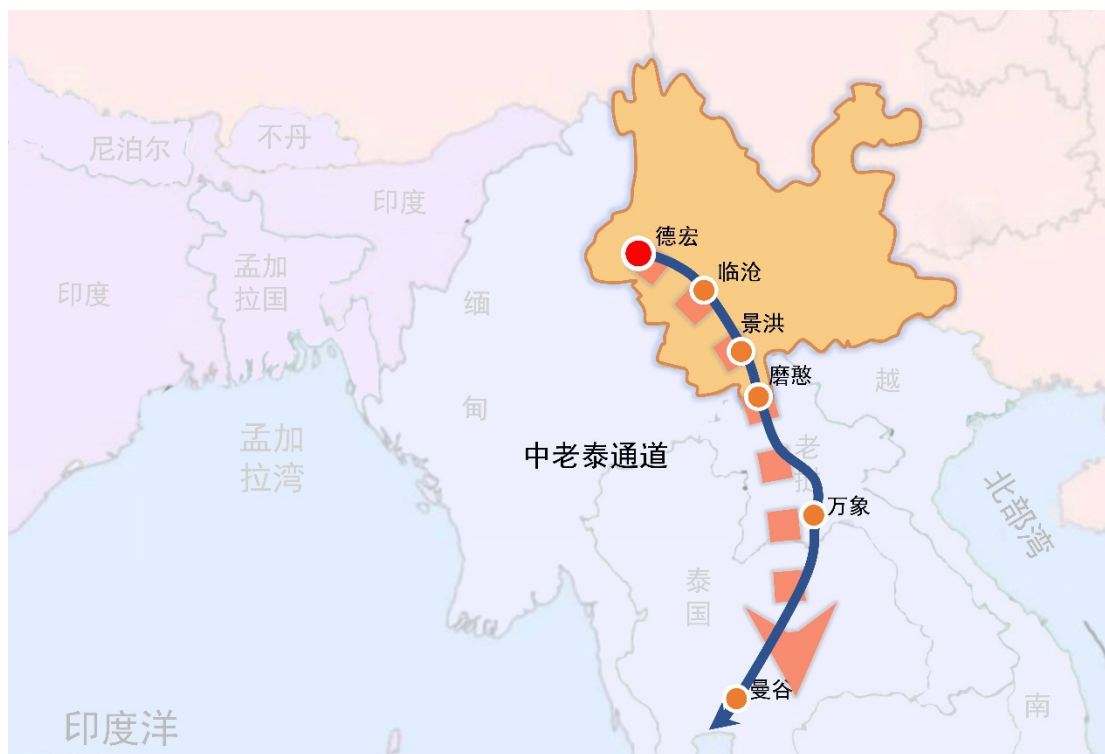 尼泊尔
不丹
印度
德宏
孟加
拉国
印度
临沧
缅
景洪
磨憨
越
甸
孟加
拉湾
中老泰通道
老
挝
万象
北部湾
泰
国
曼谷
南
印度洋